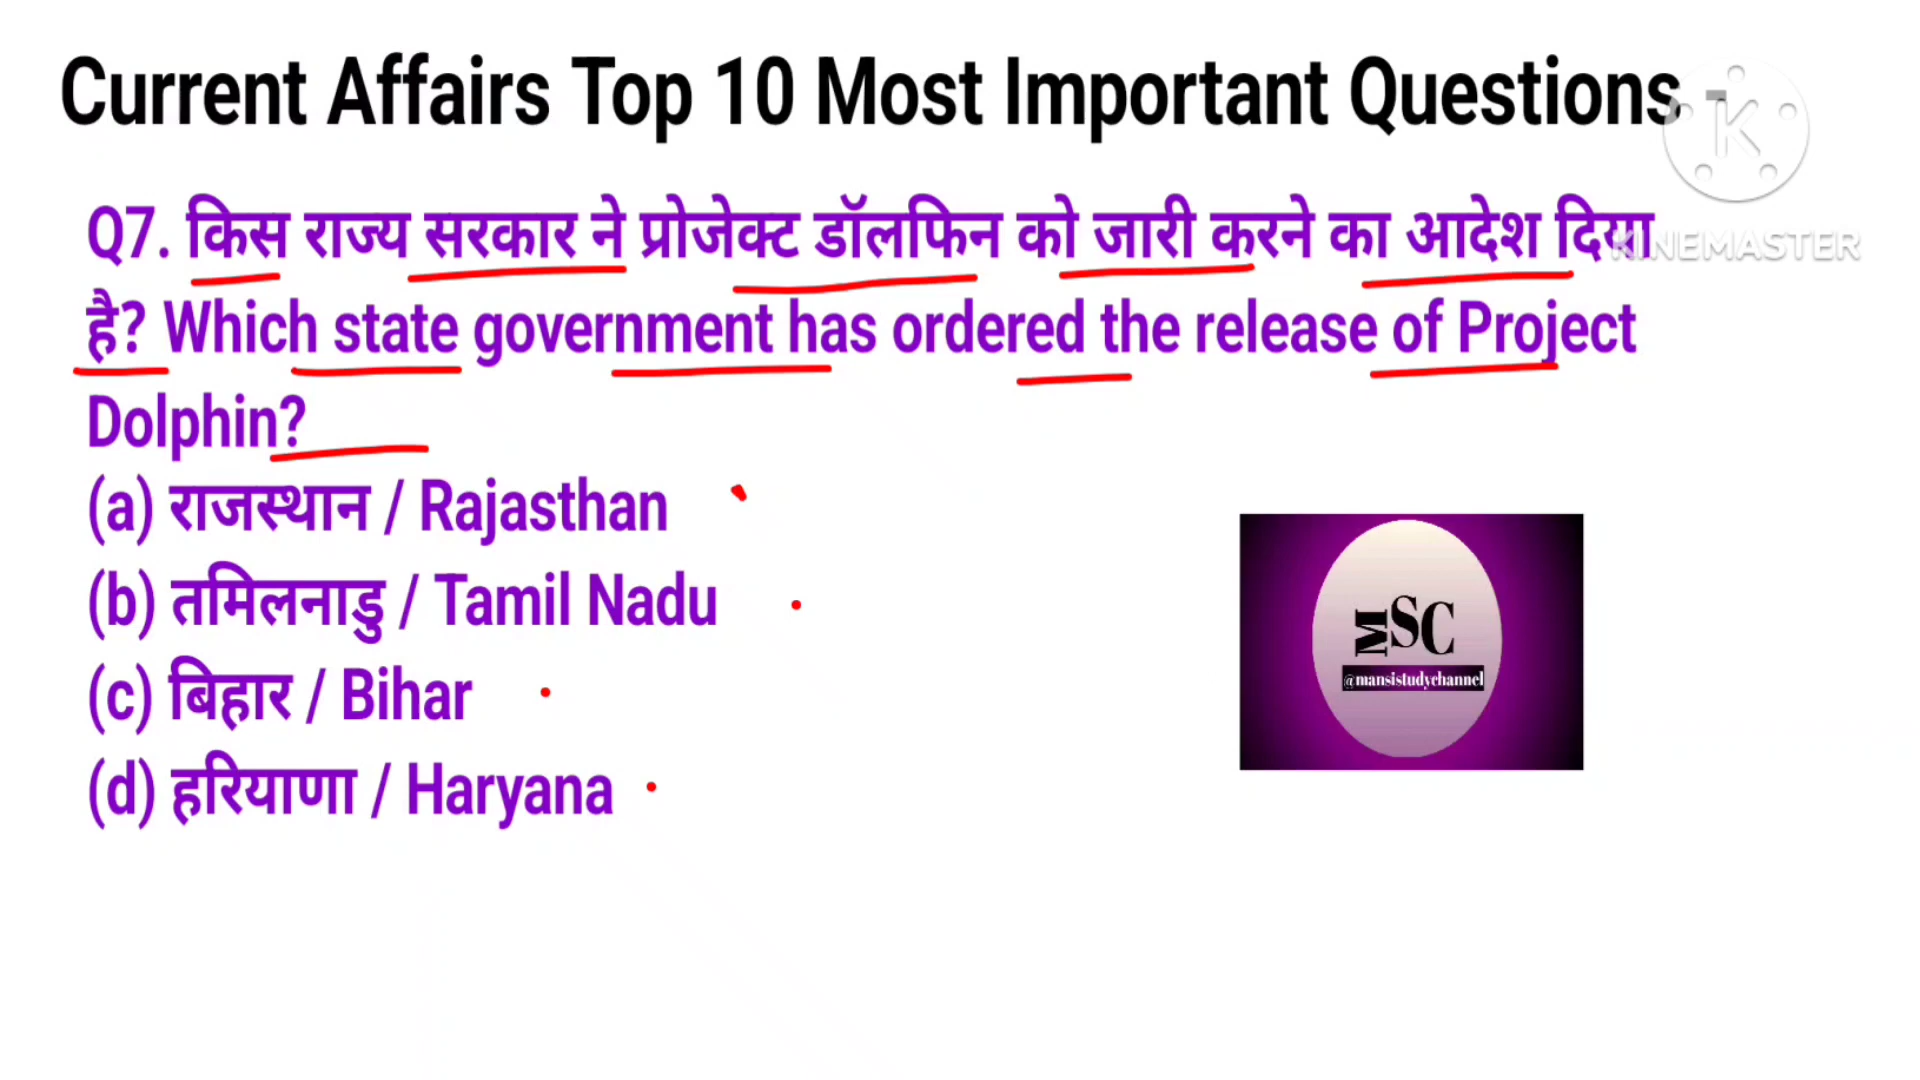 Current Affairs Top 10 Most Important Questions -
Q7. किस राज्य सरकार ने प्रोजेक्ट डॉलफिन को जारी करने का आदेश दिया
KINEMASTER
है? Which state government has ordered the release of Project
Dolphin?
(a) राजस्थान / Rajasthan
(b) तमिलनाडु / Tamil Nadu
(c) बिहार / Bihar
(d) हरियाणा / Haryana
MSC
@mansistudychannel